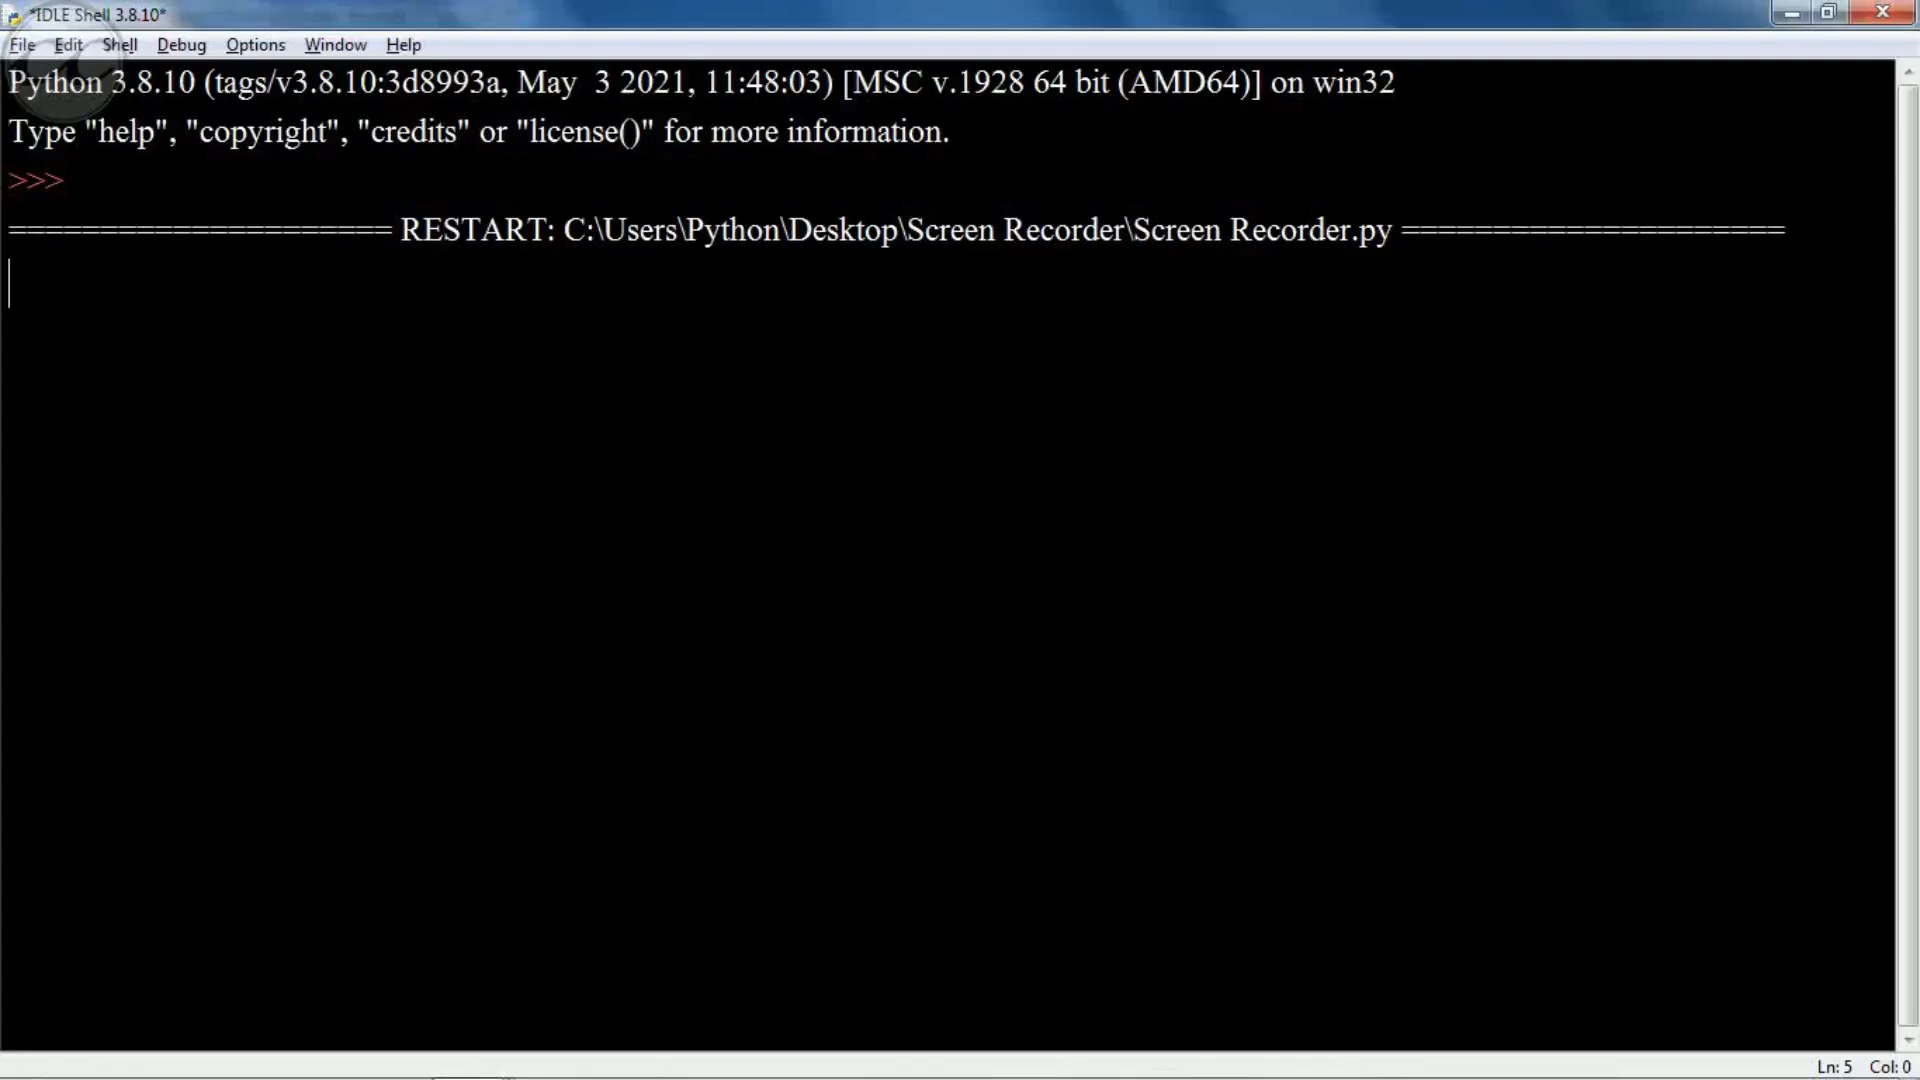 *IDLE Shell 3.8.10*
File Edit Shell Debug Options Window Help
Python 3.8.10 (tags/v3.8.10:3d8993a, May  3 2021, 11:48:03) [MSC v.1928 64 bit (AMD64)] on win32
Type "help", "copyright", "credits" or "license()" for more information.
>>>
===================== RESTART: C:\Users\Python\Desktop\Screen Recorder\Screen Recorder.py =====================
Ln: 5 Col: 0